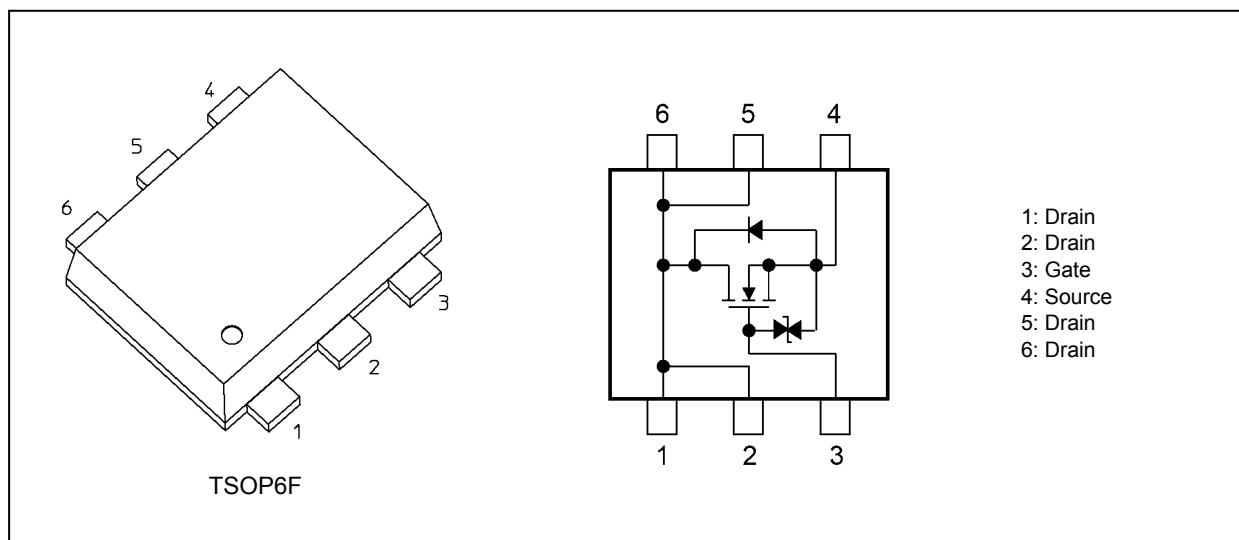 4
5
6
3
2
1
TSOP6F
6 5 4
1 2 3
1: Drain
2: Drain
3: Gate
4: Source
5: Drain
6: Drain